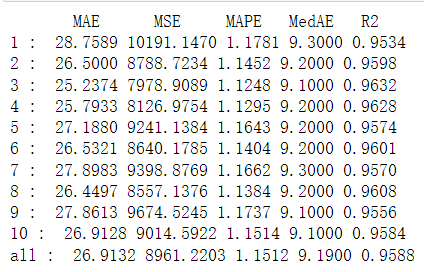 MAE MSE MAPE MedAE R2
1 : 28.7589 10191.1470 1.1781 9.3000 0.9534
2 : 26.5000 8788.7234 1.1452 9.2000 0.9598
3 : 25.2374 7978.9089 1.1248 9.1000 0.9632
4 : 25.7933 8126.9754 1.1295 9.2000 0.9628
5 : 27.1880 9241.1384 1.1643 9.2000 0.9574
6 : 26.5321 8640.1785 1.1404 9.2000 0.9601
7 : 27.8983 9398.8769 1.1662 9.3000 0.9570
8 : 26.4497 8557.1376 1.1384 9.2000 0.9608
9 : 27.8613 9674.5245 1.1737 9.1000 0.9556
10 : 26.9128 9014.5922 1.1514 9.1000 0.9584
all : 26.9132 8961.2203 1.1512 9.1900 0.9588